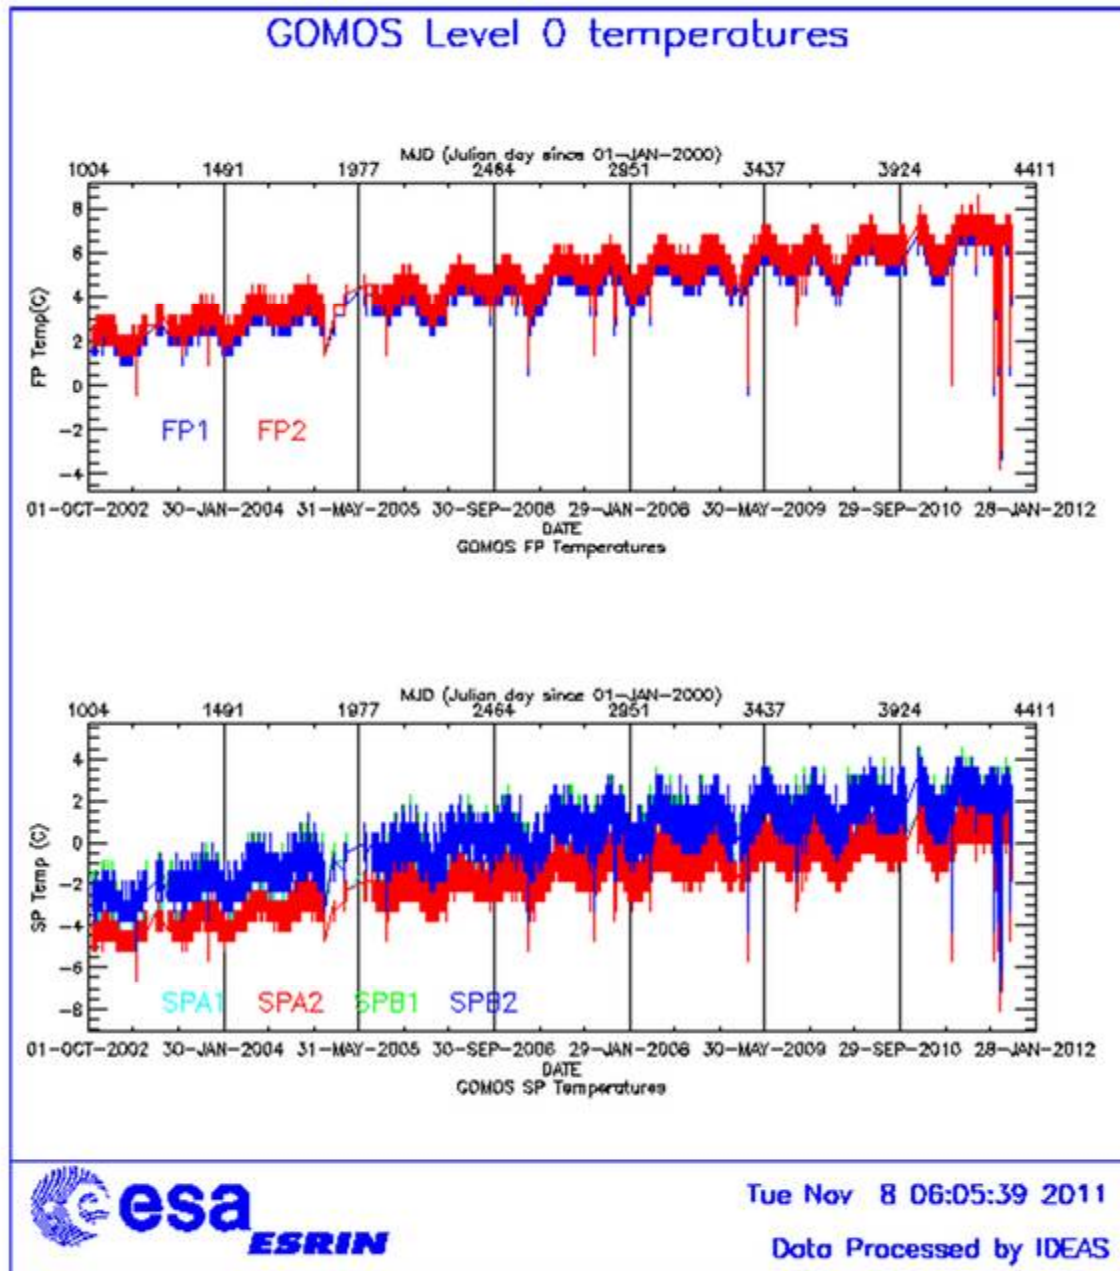 GOMOS Level 0 temperatures
MJD (Julian day since 01-JAN-2000)
1004 1491 1977 2464 2951 3437 3924 4411
8
6
4
2
0
-2
-4
FP Temp(C)
FP1 FP2
01-OCT-2002 30-JAN-2004 31-MAY-2005 30-SEP-2006 29-JAN-2008 30-MAY-2009 29-SEP-2010 28-JAN-2012
DATE
GOMOS FP Temperatures
MJD (Julian day since 01-JAN-2000)
1004 1491 1977 2464 2951 3437 3924 4411
4
2
0
-2
-4
-6
-8
SP Temp (C)
SPA1 SPA2 SPB1 SPB2
01-OCT-2002 30-JAN-2004 31-MAY-2005 30-SEP-2006 29-JAN-2008 30-MAY-2009 29-SEP-2010 28-JAN-2012
DATE
GOMOS SP Temperatures
esa
ESRIN
Tue Nov 8 06:05:39 2011
Data Processed by IDEAS